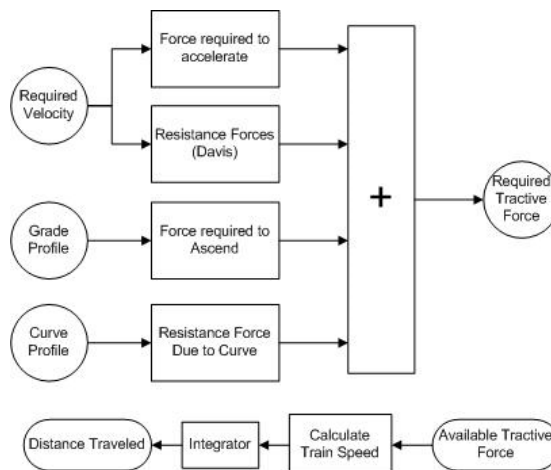 Force required to
accelerate
Required
Velocity
Resistance Forces
(Davis)
+
Required
Tractive
Force
Grade
Profile
Force required to
Ascend
Curve
Profile
Resistance Force
Due to Curve
Distance Traveled
Integrator
Calculate
Train Speed
Available Tractive
Force